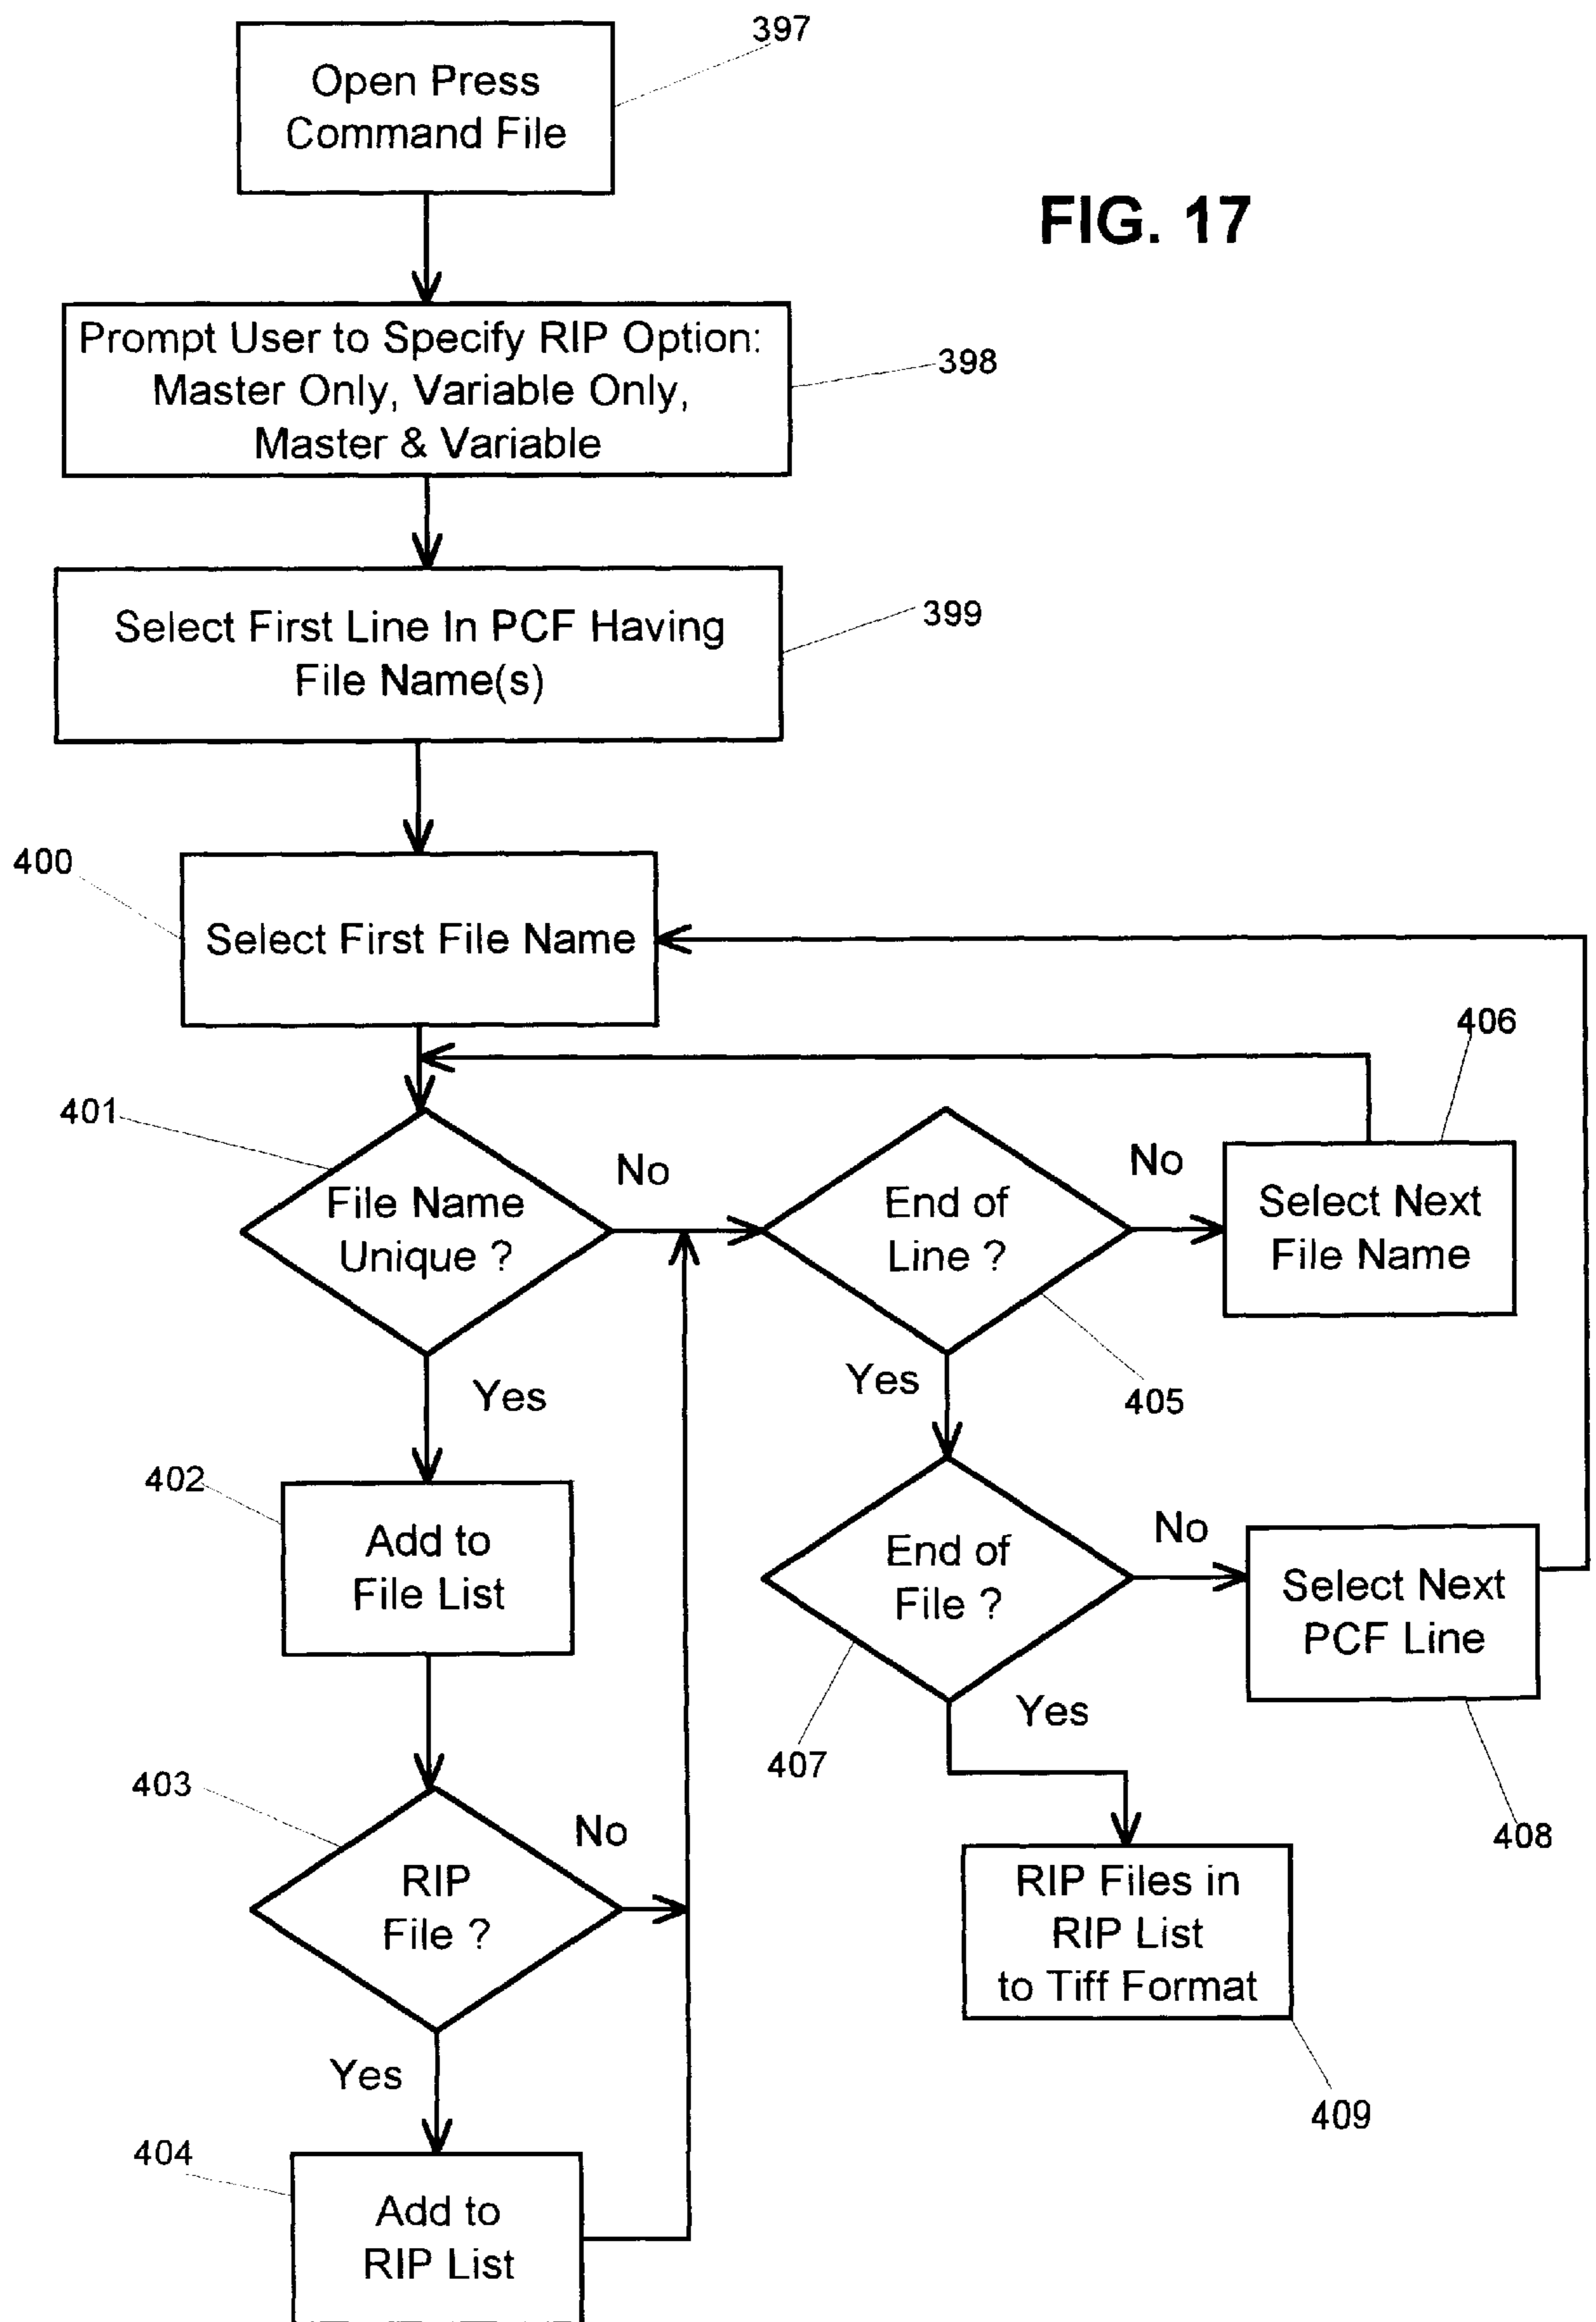 397
Open Press
Command File
FIG. 17
Prompt User to Specify RIP Option:
Master Only, Variable Only,
Master & Variable
398
Select First Line In PCF Having
File Name(s)
399
400
Select First File Name
406
401
File Name
Unique ?
No
End of
Line ?
No
Select Next
File Name
Yes
Yes
405
402
Add to
File List
End of
File ?
No
Select Next
PCF Line
403
RIP
File ?
No
407
Yes
408
RIP Files in
RIP List
to Tiff Format
Yes
409
404
Add to
RIP List